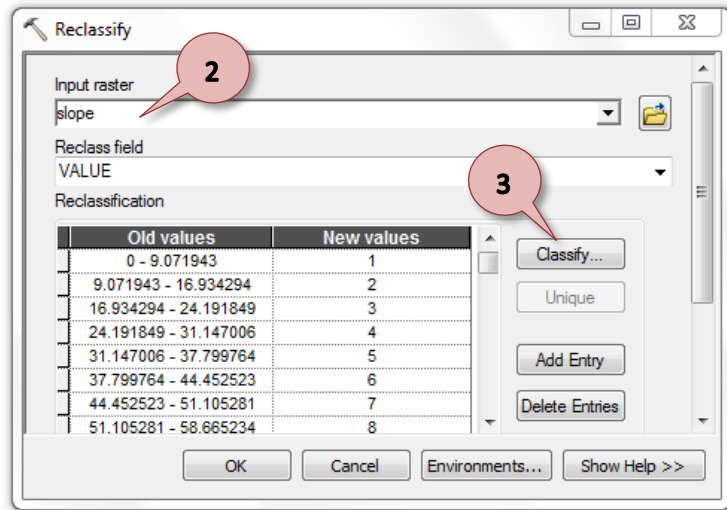 Reclassify
2
Input raster
slope
Reclass field
VALUE
3
Reclassification
Old values New values
0 - 9.071943 1
9.071943 - 16.934294 2
16.934294 - 24.191849 3
24.191849 - 31.147006 4
31.147006 - 37.799764 5
37.799764 - 44.452523 6
44.452523 - 51.105281 7
51.105281 - 58.665234 8
Classify...
Unique
Add Entry
Delete Entries
OK Cancel Environments... Show Help >>